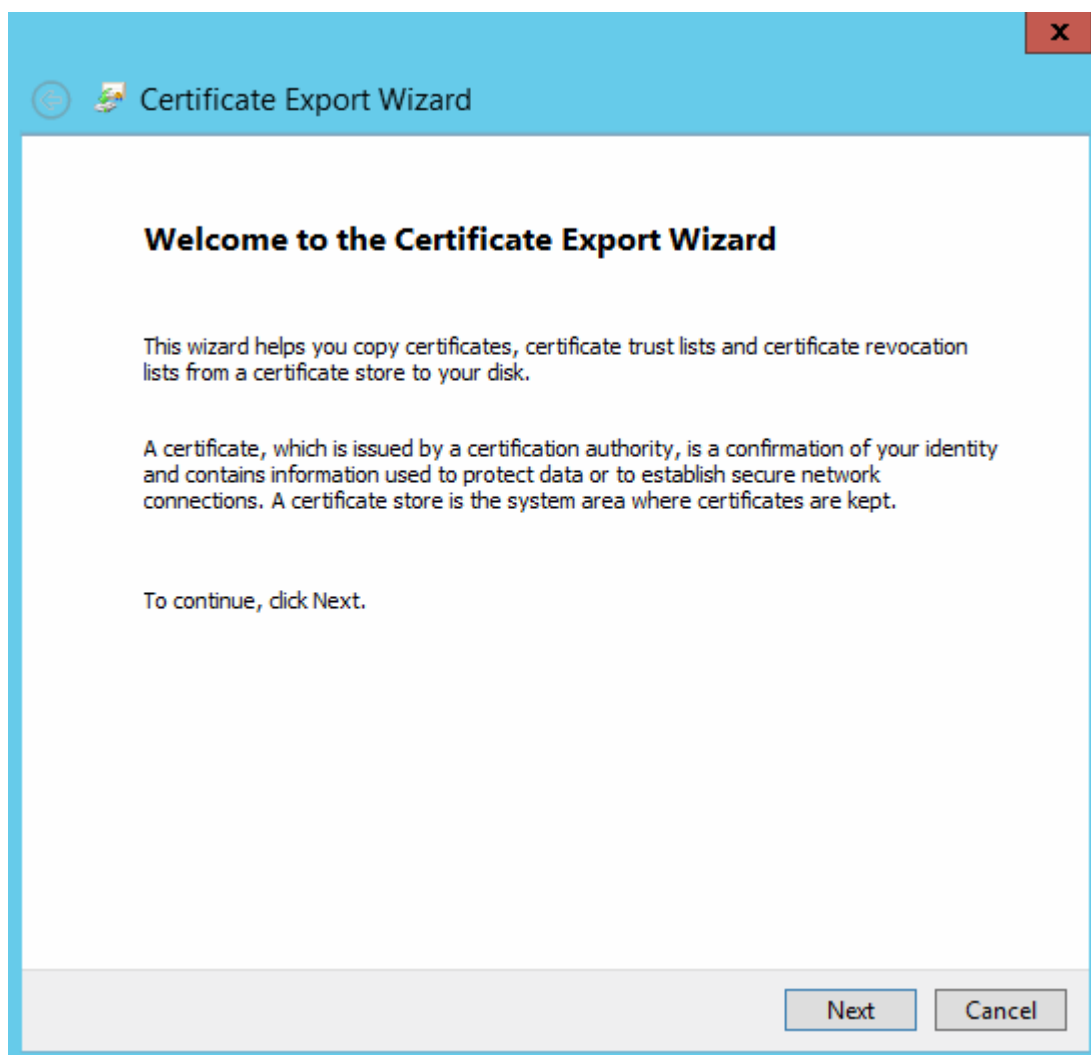 x
Certificate Export Wizard
Welcome to the Certificate Export Wizard
This wizard helps you copy certificates, certificate trust lists and certificate revocation
lists from a certificate store to your disk.
A certificate, which is issued by a certification authority, is a confirmation of your identity
and contains information used to protect data or to establish secure network
connections. A certificate store is the system area where certificates are kept.
To continue, click Next.
Next Cancel